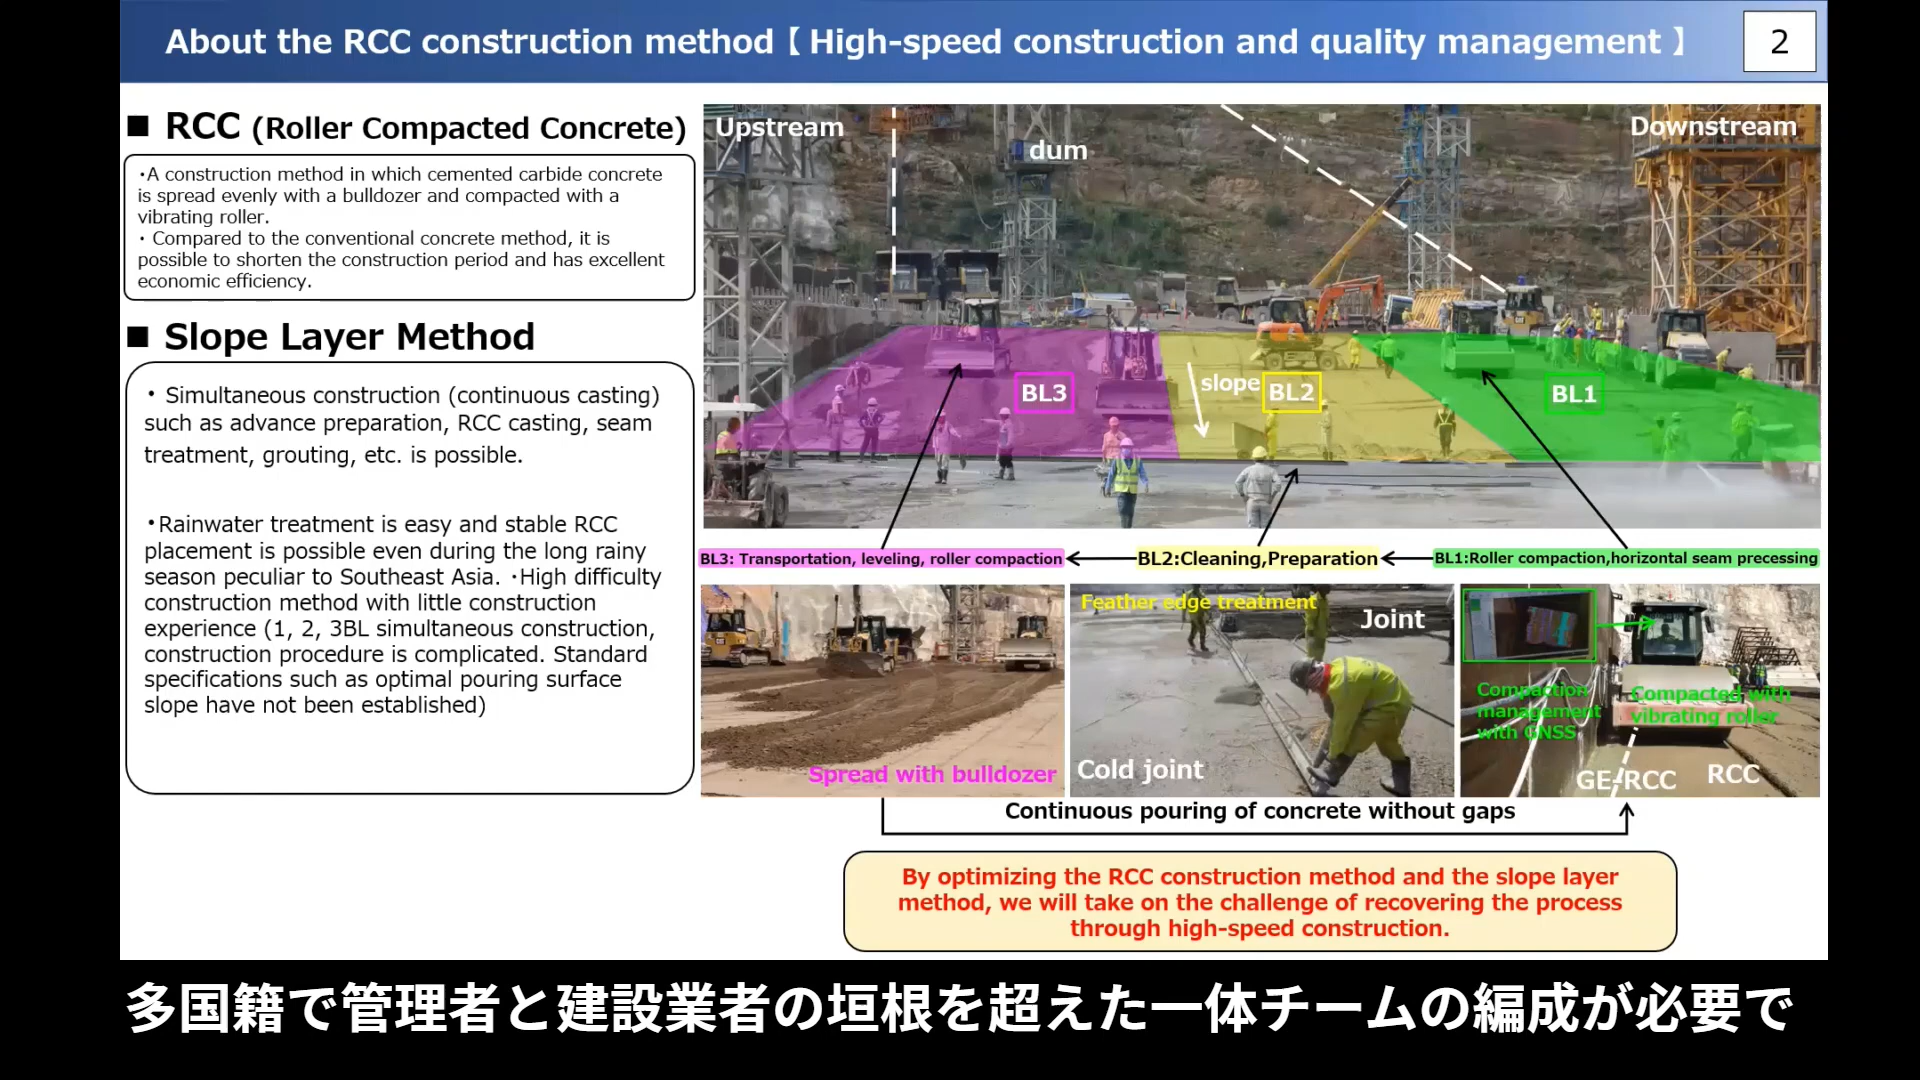 About the RCC construction method【 High-speed construction and quality management 】
2
■ RCC (Roller Compacted Concrete)
・A construction method in which cemented carbide concrete
is spread evenly with a bulldozer and compacted with a
vibrating roller.
・ Compared to the conventional concrete method, it is
possible to shorten the construction period and has excellent
economic efficiency.
■ Slope Layer Method
・ Simultaneous construction (continuous casting)
such as advance preparation, RCC casting, seam
treatment, grouting, etc. is possible.
・Rainwater treatment is easy and stable RCC
placement is possible even during the long rainy
season peculiar to Southeast Asia. ・High difficulty
construction method with little construction
experience (1, 2, 3BL simultaneous construction,
construction procedure is complicated. Standard
specifications such as optimal pouring surface
slope have not been established)
Upstream
dum
Downstream
BL3
slope
BL2
BL1
BL3: Transportation, leveling, roller compaction
BL2:Cleaning,Preparation
BL1:Roller compaction,horizontal seam precessing
Spread with bulldozer
Feather edge treatment
Joint
Cold joint
Compaction
management
with GNSS
Compacted with
vibrating roller
GE-RCC
RCC
Continuous pouring of concrete without gaps
By optimizing the RCC construction method and the slope layer
method, we will take on the challenge of recovering the process
through high-speed construction.
多国籍で管理者と建設業者の垣根を超えた一体チームの編成が必要で